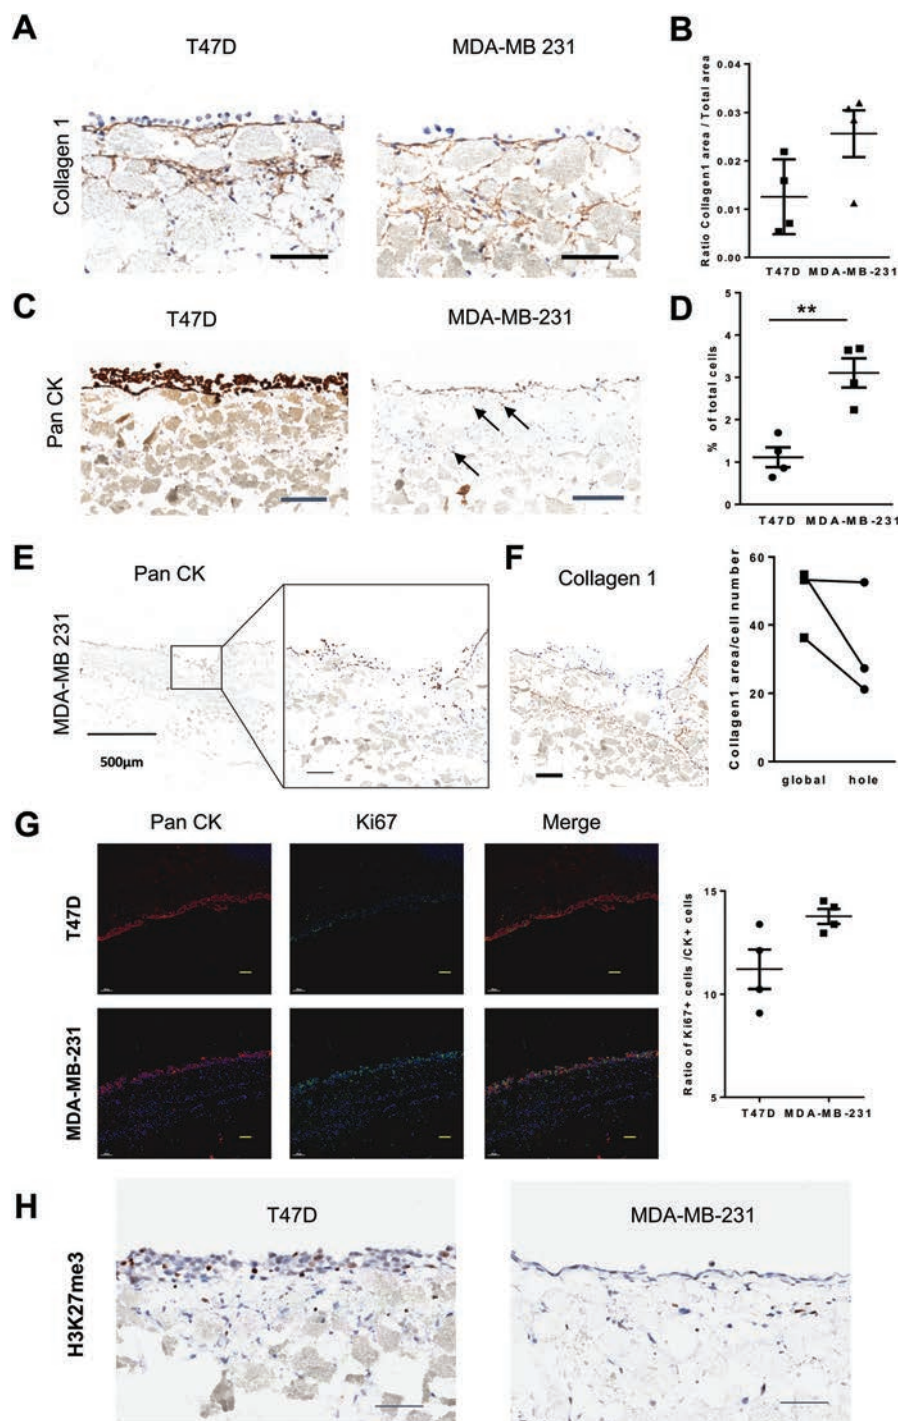 A
T47D
MDA-MB 231
Collagen 1
B
Ratio Collagen1 area / Total area
0.04
0.03
0.02
0.01
0.00
T47D MDA-MB-231
C
T47D
MDA-MB-231
Pan CK
D
% of total cells
5
4
3
2
1
0
**
T47D MDA-MB-231
E
Pan CK
MDA-MB 231
500μm
F
Collagen 1
Collagen1 area/cell number
60
40
20
0
global hole
G
Pan CK
Ki67
Merge
T47D
MDA-MB-231
Ratio of Ki67+ cells /CK+ cells
15
10
5
T47D MDA-MB-231
H
T47D
MDA-MB-231
H3K27me3